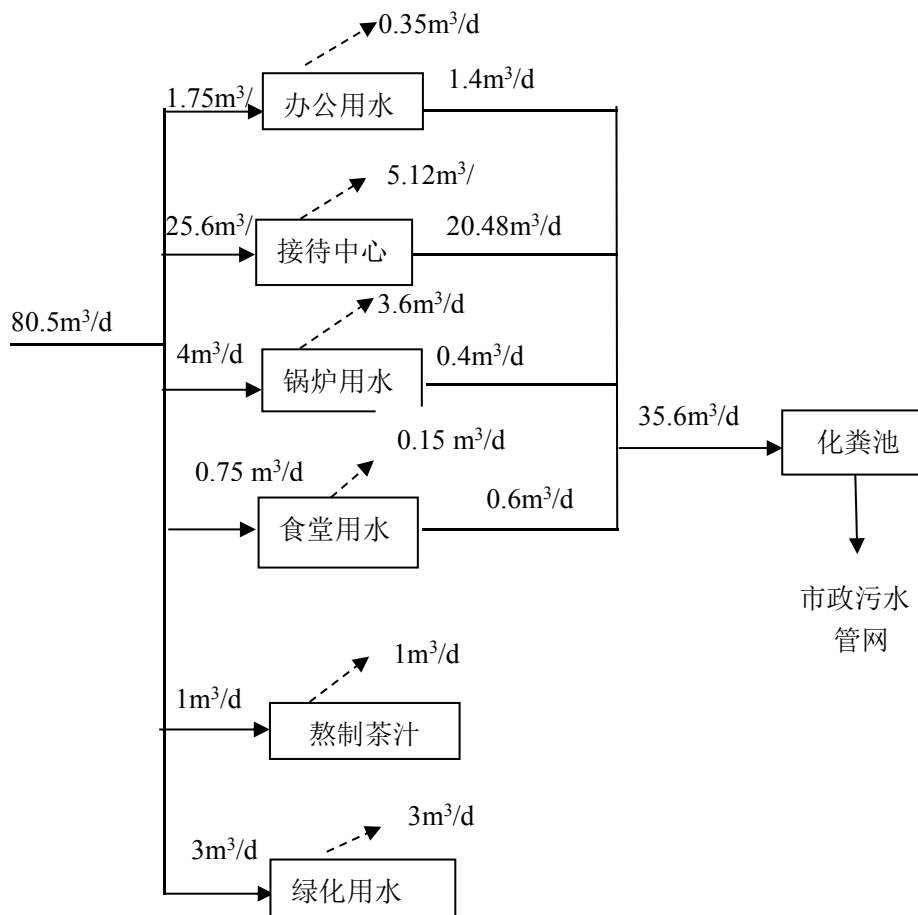 0.35m³/d
1.75m³/
办公用水
1.4m³/d
5.12m³/
25.6m³/
接待中心
20.48m³/d
80.5m³/d
3.6m³/d
4m³/d
锅炉用水
0.4m³/d
35.6m³/d
化粪池
0.15 m³/d
0.75 m³/d
食堂用水
0.6m³/d
市政污水
管网
1m³/d
1m³/d
熬制茶汁
3m³/d
3m³/d
绿化用水